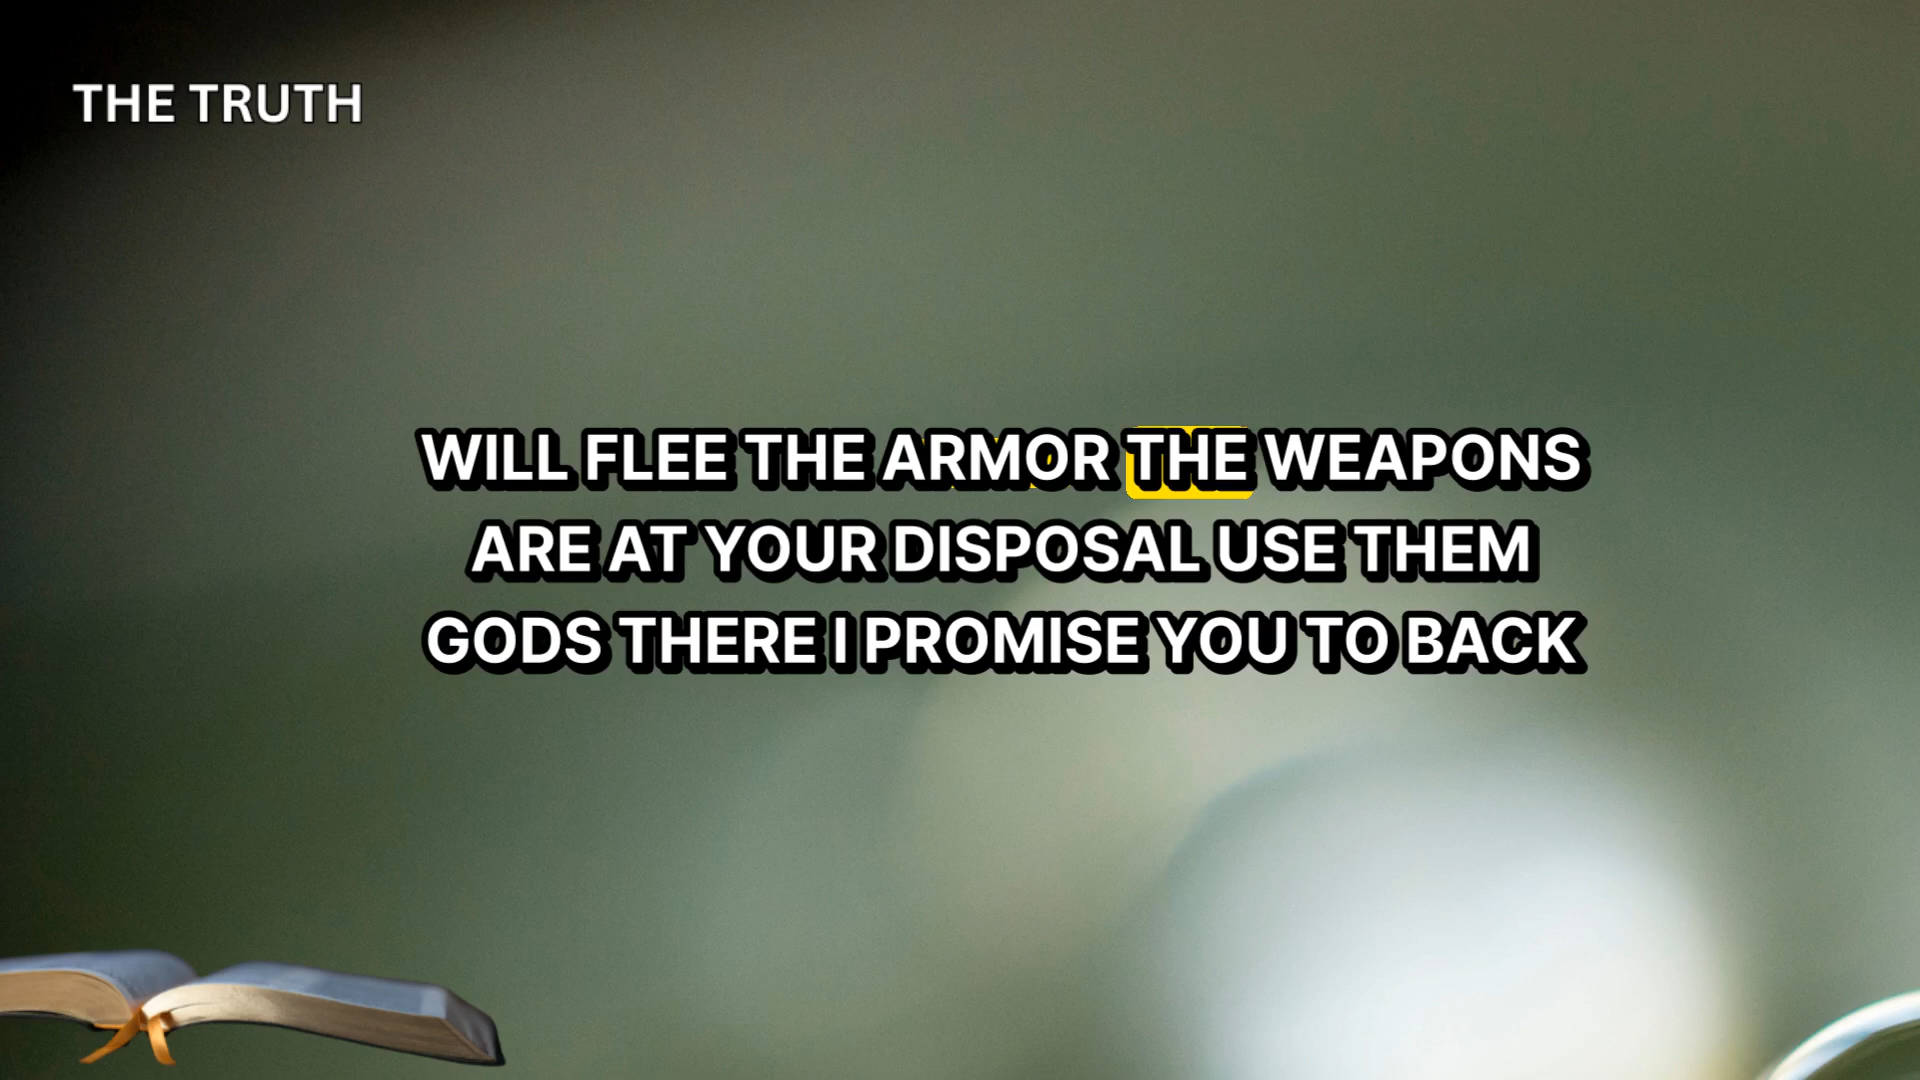 THE TRUTH
WILL FLEE THE ARMOR THE WEAPONS
ARE AT YOUR DISPOSAL USE THEM
GODS THERE I PROMISE YOU TO BACK